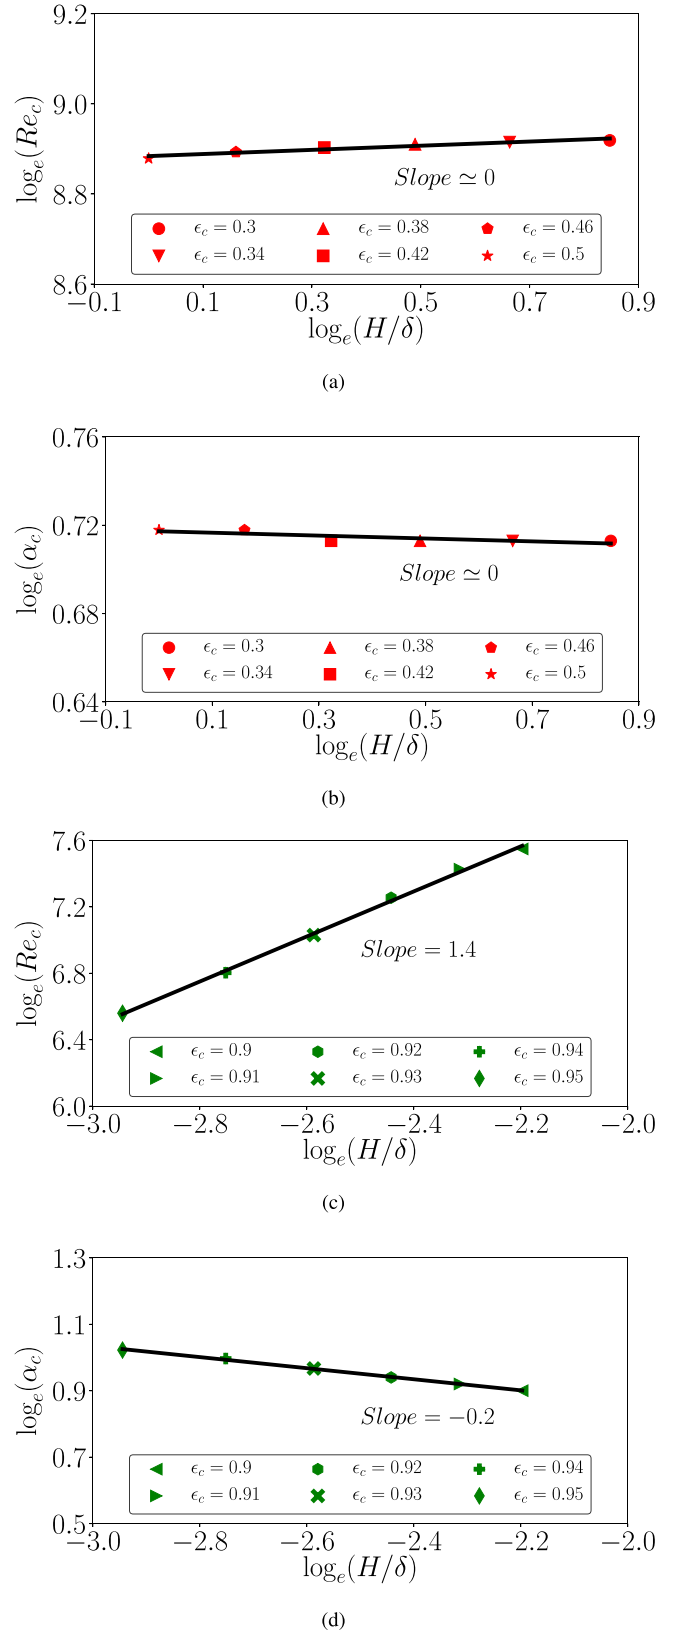 9.2
9.0
8.8
8.6
log_e(Re_c)
Slope ≃ 0
ϵ_c = 0.3 ϵ_c = 0.38 ϵ_c = 0.46
ϵ_c = 0.34 ϵ_c = 0.42 ϵ_c = 0.5
−0.1 0.1 0.3 0.5 0.7 0.9
log_e(H/δ)
(a)
0.76
0.72
0.68
0.64
log_e(α_c)
Slope ≃ 0
ϵ_c = 0.3 ϵ_c = 0.38 ϵ_c = 0.46
ϵ_c = 0.34 ϵ_c = 0.42 ϵ_c = 0.5
−0.1 0.1 0.3 0.5 0.7 0.9
log_e(H/δ)
(b)
7.6
7.2
6.8
6.4
6.0
log_e(Re_c)
Slope = 1.4
ϵ_c = 0.9 ϵ_c = 0.92 ϵ_c = 0.94
ϵ_c = 0.91 ϵ_c = 0.93 ϵ_c = 0.95
−3.0 −2.8 −2.6 −2.4 −2.2 −2.0
log_e(H/δ)
(c)
1.3
1.1
0.9
0.7
0.5
log_e(α_c)
Slope = −0.2
ϵ_c = 0.9 ϵ_c = 0.92 ϵ_c = 0.94
ϵ_c = 0.91 ϵ_c = 0.93 ϵ_c = 0.95
−3.0 −2.8 −2.6 −2.4 −2.2 −2.0
log_e(H/δ)
(d)